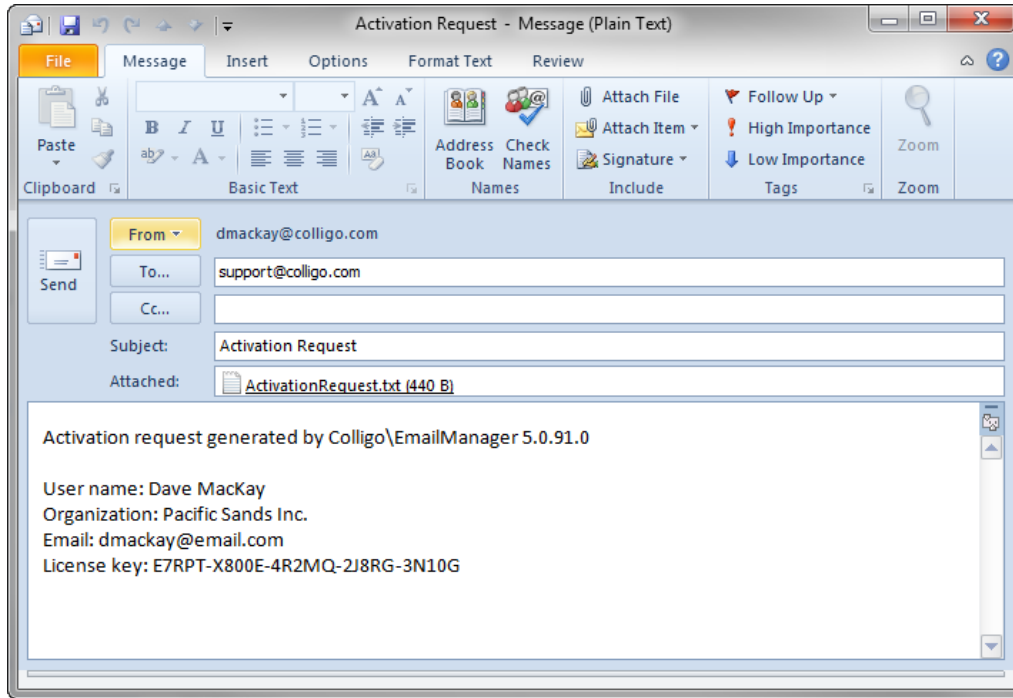 Activation Request - Message (Plain Text)
File Message Insert Options Format Text Review
Paste
Clipboard
B I U
ab A
A A
AB
Basic Text
Address Book
Check Names
Names
Attach File
Attach Item
Signature
Include
Follow Up
High Importance
Low Importance
Tags
Zoom
Zoom
Send
From dmackay@colligo.com
To... support@colligo.com
Cc...
Subject: Activation Request
Attached: ActivationRequest.txt (440 B)
Activation request generated by Colligo\EmailManager 5.0.91.0
User name: Dave MacKay
Organization: Pacific Sands Inc.
Email: dmackay@email.com
License key: E7RPT-X800E-4R2MQ-2J8RG-3N10G